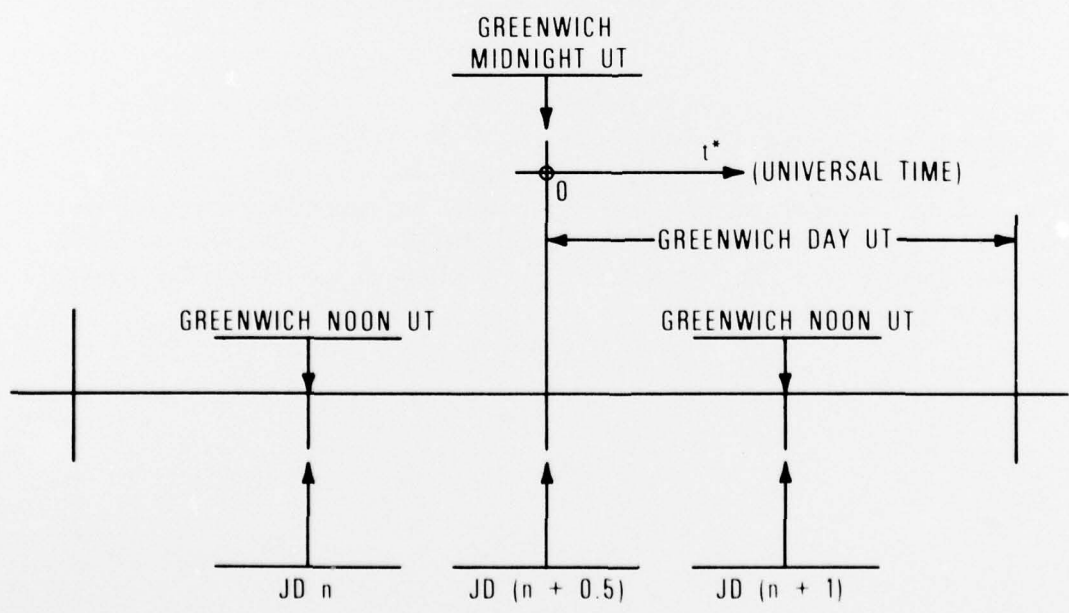 GREENWICH
MIDNIGHT UT
t*
(UNIVERSAL TIME)
0
GREENWICH DAY UT
GREENWICH NOON UT
GREENWICH NOON UT
JD n
JD (n + 0.5)
JD (n + 1)